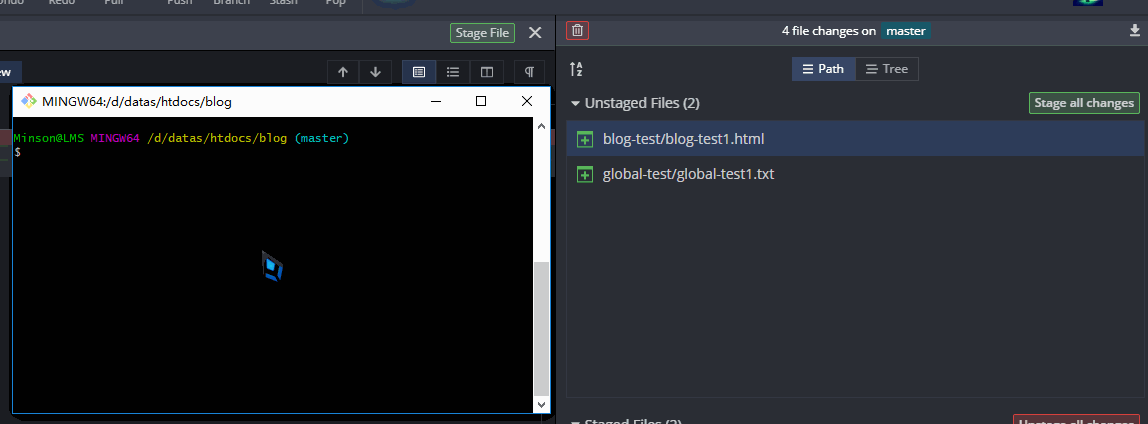 Undo Redo Pull Push Branch Stash Pop
Stage File
4 file changes on master
Path Tree
MINGW64:/d/datas/htdocs/blog
Unstaged Files (2) Stage all changes
Minson@LMS MINGW64 /d/datas/htdocs/blog (master)
$
blog-test/blog-test1.html
global-test/global-test1.txt
Staged Files (2) Unstage all changes